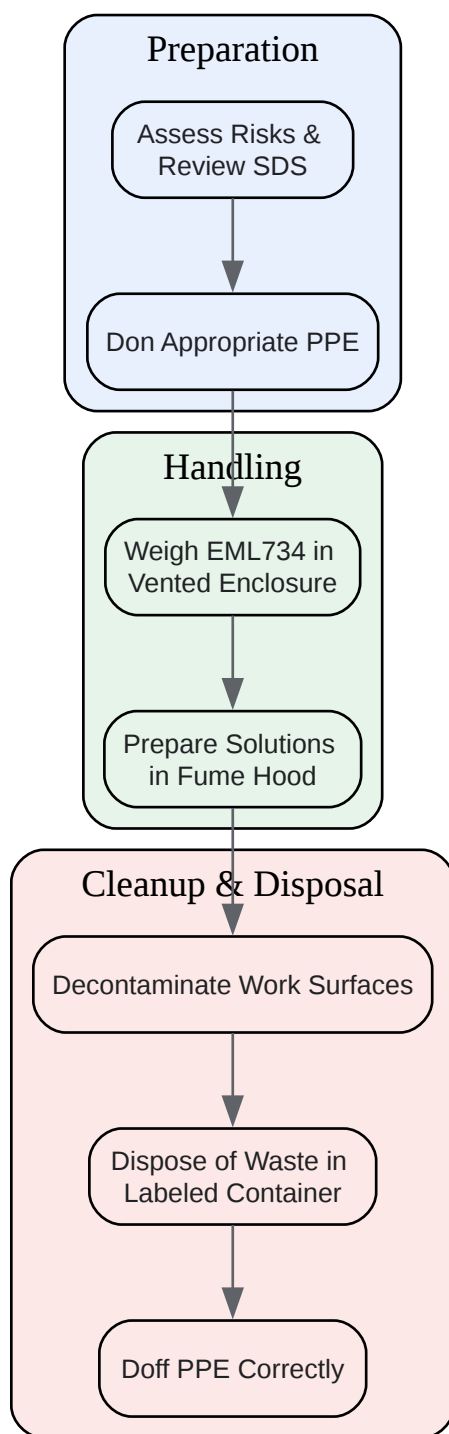 Preparation
Assess Risks &
Review SDS
Don Appropriate PPE
Handling
Weigh EML734 in
Vented Enclosure
Prepare Solutions
in Fume Hood
Cleanup & Disposal
Decontaminate Work Surfaces
Dispose of Waste in
Labeled Container
Doff PPE Correctly